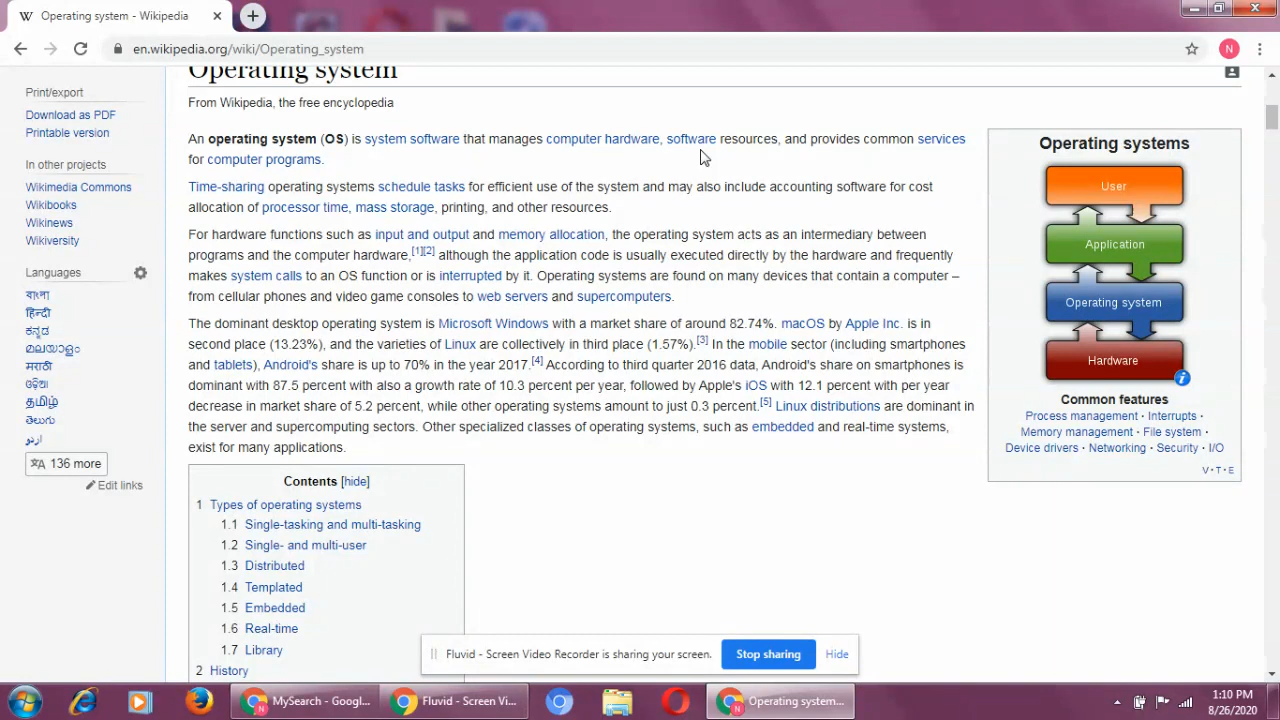 Operating system - Wikipedia
N
en.wikipedia.org/wiki/Operating_system
Print/export
Download as PDF
Printable version
In other projects
Wikimedia Commons
Wikibooks
Wikinews
Wikiversity
Languages
বাংলা
हिन्दी
ಕನ್ನಡ
മലയാളം
मराठी
ଓଡ଼ିଆ
தமிழ்
తెలుగు
اردو
136 more
Edit links
Operating system
From Wikipedia, the free encyclopedia
An operating system (OS) is system software that manages computer hardware, software resources, and provides common services
for computer programs.
Time-sharing operating systems schedule tasks for efficient use of the system and may also include accounting software for cost
allocation of processor time, mass storage, printing, and other resources.
For hardware functions such as input and output and memory allocation, the operating system acts as an intermediary between
programs and the computer hardware,[1][2] although the application code is usually executed directly by the hardware and frequently
makes system calls to an OS function or is interrupted by it. Operating systems are found on many devices that contain a computer –
from cellular phones and video game consoles to web servers and supercomputers.
The dominant desktop operating system is Microsoft Windows with a market share of around 82.74%. macOS by Apple Inc. is in
second place (13.23%), and the varieties of Linux are collectively in third place (1.57%).[3] In the mobile sector (including smartphones
and tablets), Android's share is up to 70% in the year 2017.[4] According to third quarter 2016 data, Android's share on smartphones is
dominant with 87.5 percent with also a growth rate of 10.3 percent per year, followed by Apple's iOS with 12.1 percent with per year
decrease in market share of 5.2 percent, while other operating systems amount to just 0.3 percent.[5] Linux distributions are dominant in
the server and supercomputing sectors. Other specialized classes of operating systems, such as embedded and real-time systems,
exist for many applications.
Contents [hide]
1 Types of operating systems
1.1 Single-tasking and multi-tasking
1.2 Single- and multi-user
1.3 Distributed
1.4 Templated
1.5 Embedded
1.6 Real-time
1.7 Library
2 History
Operating systems
User
Application
Operating system
Hardware
Common features
Process management · Interrupts ·
Memory management · File system ·
Device drivers · Networking · Security · I/O
V · T · E
Fluvid - Screen Video Recorder is sharing your screen.
Stop sharing
Hide
MySearch - Googl...
Fluvid - Screen Vi...
Operating system...
1:10 PM
8/26/2020